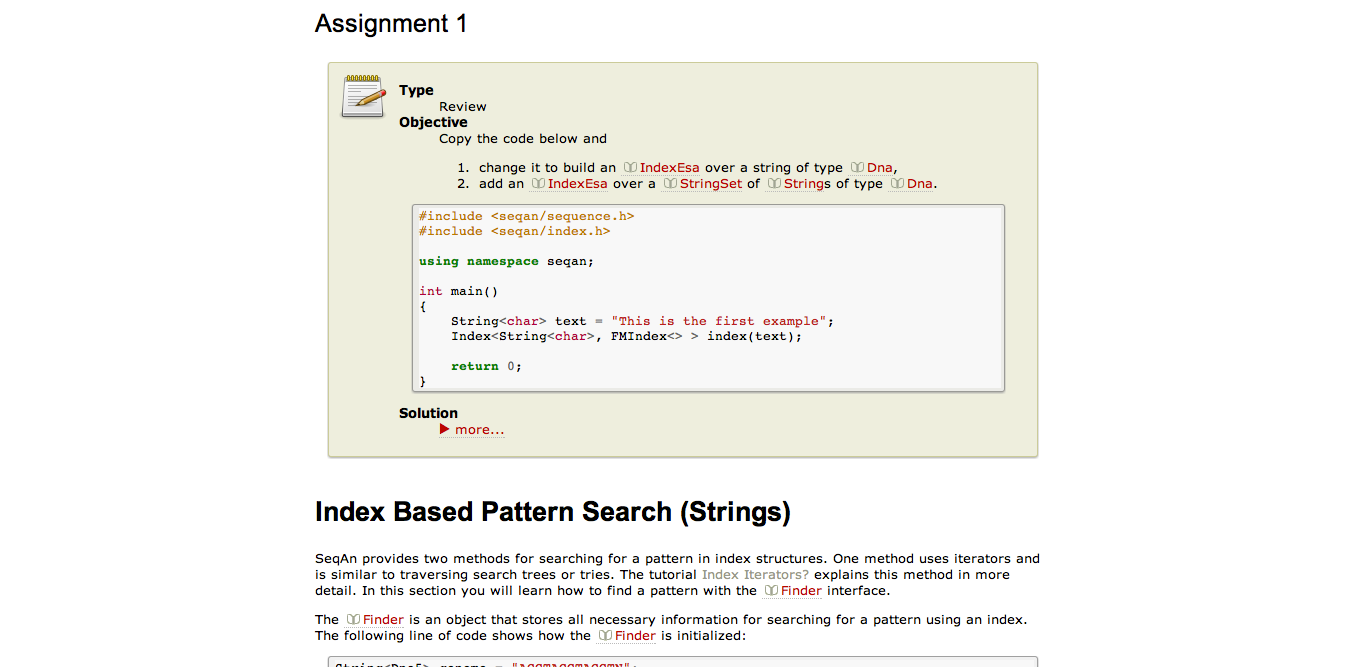 Assignment 1
Type
Review
Objective
Copy the code below and
1. change it to build an IndexEsa over a string of type Dna,
2. add an IndexEsa over a StringSet of Strings of type Dna.
#include <seqan/sequence.h>
#include <seqan/index.h>
using namespace seqan;
int main()
{
    String<char> text = "This is the first example";
    Index<String<char>, FMIndex<> > index(text);
    return 0;
}
Solution
more...
Index Based Pattern Search (Strings)
SeqAn provides two methods for searching for a pattern in index structures. One method uses iterators and
is similar to traversing search trees or tries. The tutorial Index Iterators? explains this method in more
detail. In this section you will learn how to find a pattern with the Finder interface.
The Finder is an object that stores all necessary information for searching for a pattern using an index.
The following line of code shows how the Finder is initialized: